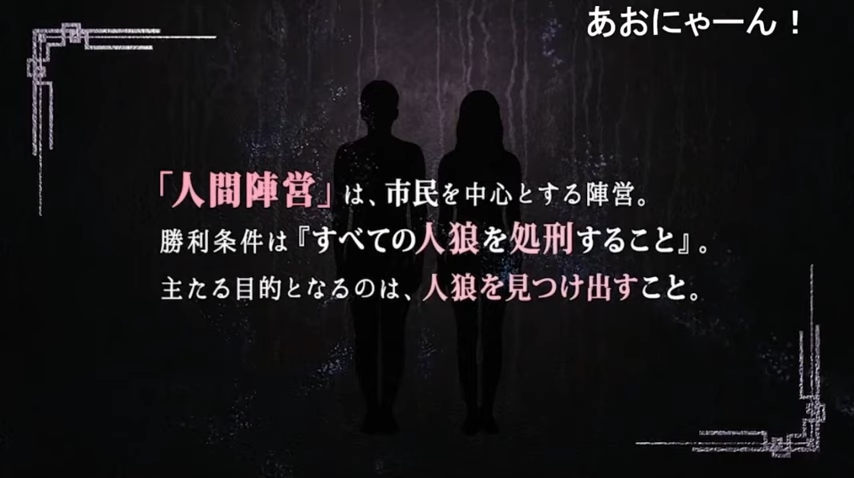 あおにゃーん！
「人間陣営」は、市民を中心とする陣営。
勝利条件は『すべての人狼を処刑すること』。
主たる目的となるのは、人狼を見つけ出すこと。